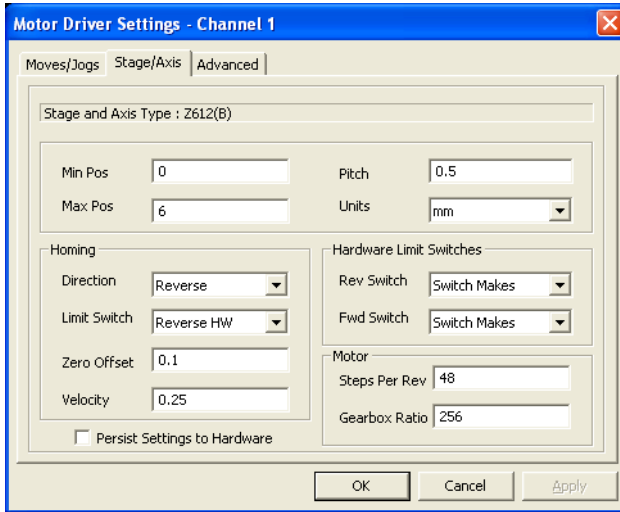 Motor Driver Settings - Channel 1
Moves/Jogs Stage/Axis Advanced
Stage and Axis Type : Z612(B)
Min Pos 0 Pitch 0.5
Max Pos 6 Units mm
Homing
Direction Reverse
Limit Switch Reverse HW
Zero Offset 0.1
Velocity 0.25
Hardware Limit Switches
Rev Switch Switch Makes
Fwd Switch Switch Makes
Motor
Steps Per Rev 48
Gearbox Ratio 256
Persist Settings to Hardware
OK Cancel Apply